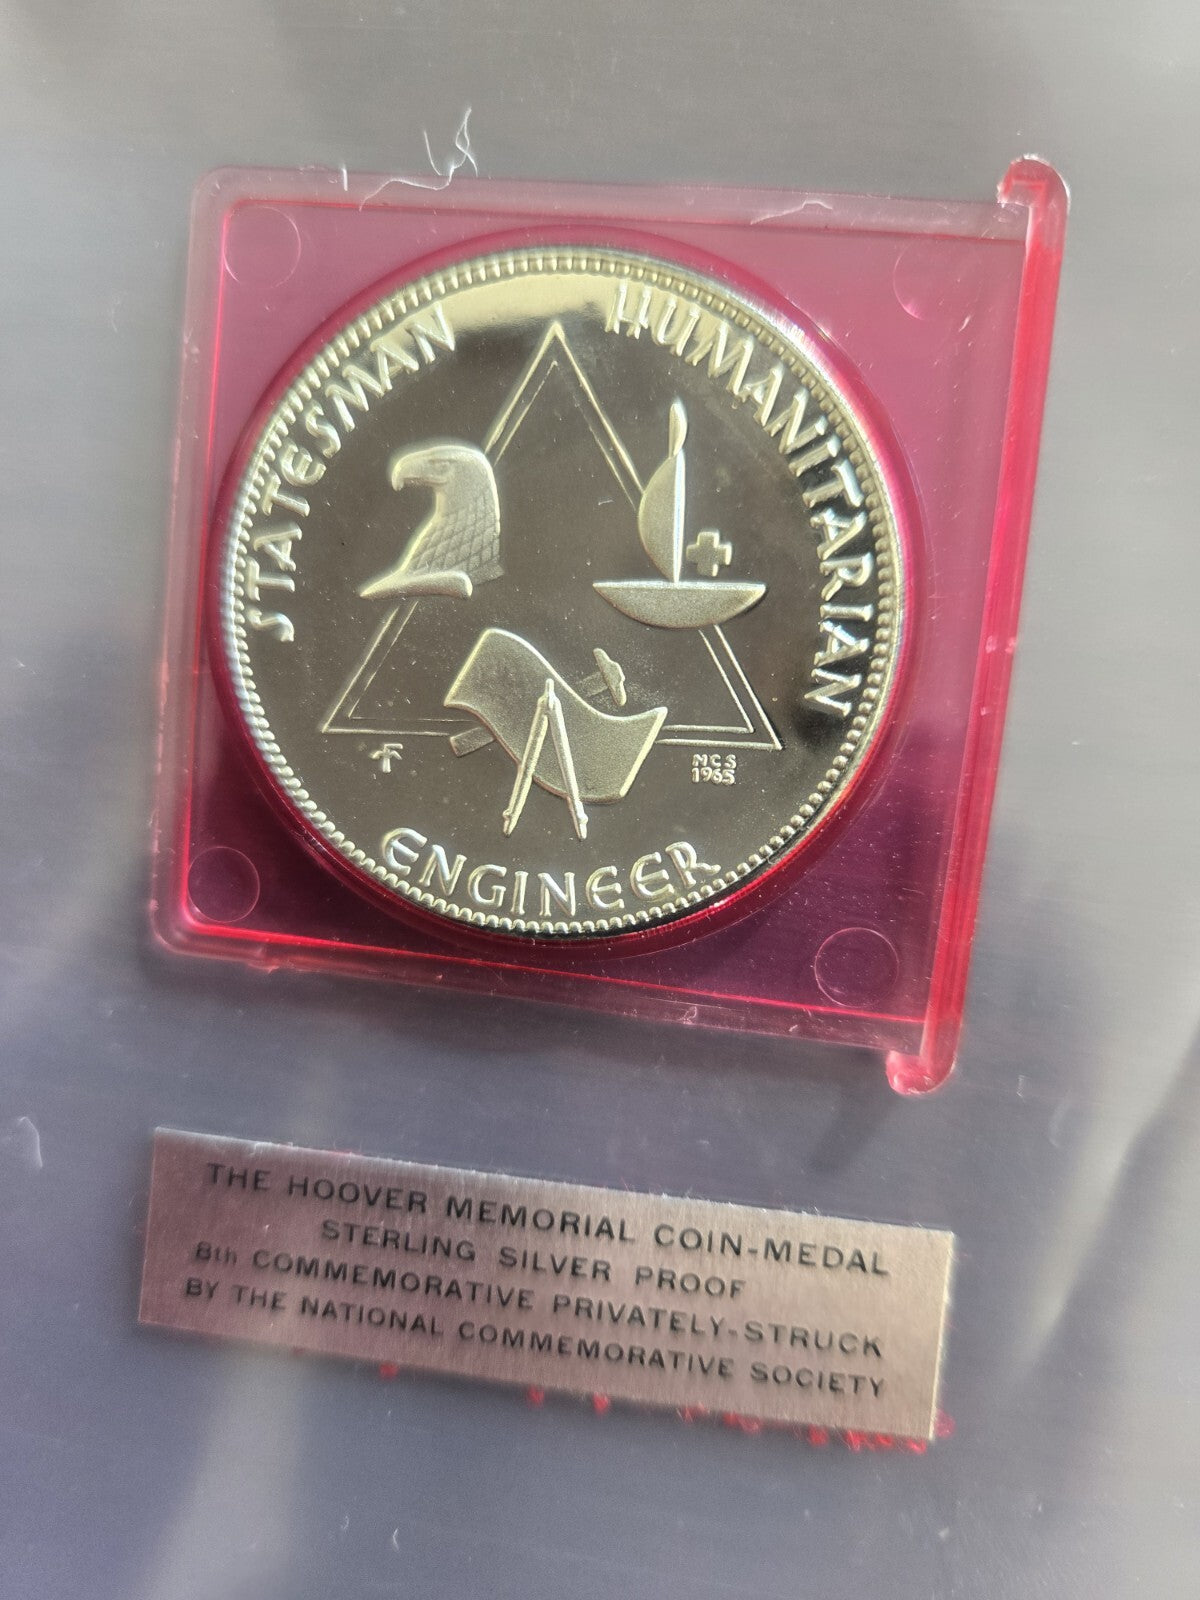 STATESMAN
HUMANITARIAN
NCS
1965
ENGINEER
THE HOOVER MEMORIAL COIN-MEDAL
STERLING SILVER PROOF
8th COMMEMORATIVE PRIVATELY-STRUCK
BY THE NATIONAL COMMEMORATIVE SOCIETY